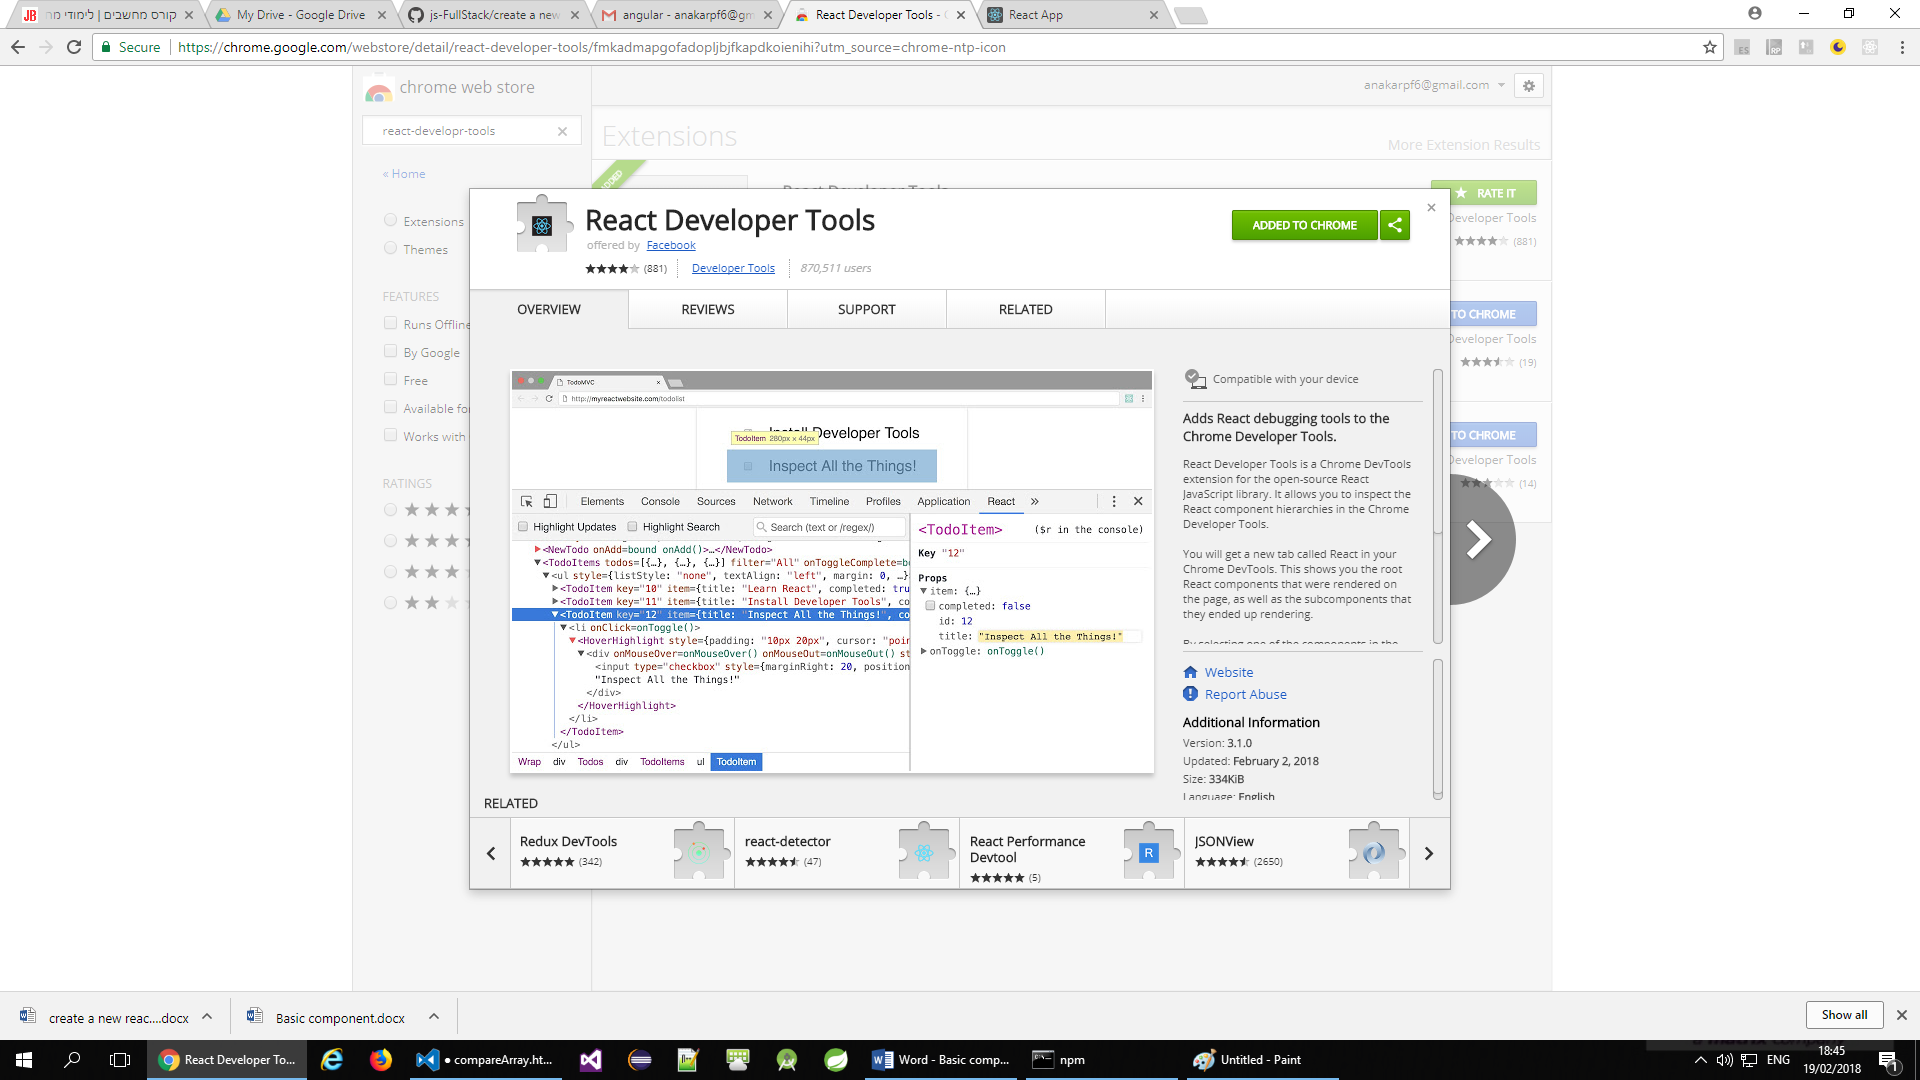 קורס מחשבים | לימודי מח
My Drive - Google Drive
js-FullStack/create a new
angular - anakarpf6@gm
React Developer Tools - C
React App
Secure
https://chrome.google.com/webstore/detail/react-developer-tools/fmkadmapgofadopljbjfkapdkoienihi?utm_source=chrome-ntp-icon
chrome web store
anakarpf6@gmail.com
react-developr-tools
Extensions
More Extension Results
« Home
Extensions
Themes
FEATURES
Runs Offline
By Google
Free
Available fo
Works with
RATINGS
ADDED
RATE IT
Developer Tools
(881)
TO CHROME
Developer Tools
(19)
TO CHROME
Developer Tools
(14)
React Developer Tools
offered by Facebook
(881)
Developer Tools
870,511 users
ADDED TO CHROME
OVERVIEW
REVIEWS
SUPPORT
RELATED
TodoMVC
http://myreactwebsite.com/todolist
Install Developer Tools
TodoItem 280px × 44px
Inspect All the Things!
Elements Console Sources Network Timeline Profiles Application React »
Highlight Updates Highlight Search Search (text or /regex/)
<NewTodo onAdd=bound onAdd()>…</NewTodo>
<TodoItems todos=[{…}, {…}, {…}] filter="All" onToggleComplete=bo
<ul style={listStyle: "none", textAlign: "left", margin: 0, …}
<TodoItem key="10" item={title: "Learn React", completed: tru
<TodoItem key="11" item={title: "Install Developer Tools", co
<TodoItem key="12" item={title: "Inspect All the Things!", co
<li onClick=onToggle()>
<HoverHighlight style={padding: "10px 20px", cursor: "poin
<div onMouseOver=onMouseOver() onMouseOut=onMouseOut() st
<input type="checkbox" style={marginRight: 20, position
"Inspect All the Things!"
</div>
</HoverHighlight>
</li>
</TodoItem>
</ul>
Wrap div Todos div TodoItems ul TodoItem
<TodoItem>
($r in the console)
Key "12"
Props
item: {…}
completed: false
id: 12
title: "Inspect All the Things!"
onToggle: onToggle()
Compatible with your device
Adds React debugging tools to the
Chrome Developer Tools.
React Developer Tools is a Chrome DevTools
extension for the open-source React
JavaScript library. It allows you to inspect the
React component hierarchies in the Chrome
Developer Tools.
You will get a new tab called React in your
Chrome DevTools. This shows you the root
React components that were rendered on
the page, as well as the subcomponents that
they ended up rendering.
By selecting one of the components in the
Website
Report Abuse
Additional Information
Version: 3.1.0
Updated: February 2, 2018
Size: 334KiB
Language: English
RELATED
Redux DevTools
(342)
react-detector
(47)
React Performance
Devtool
(5)
JSONView
(2650)
create a new reac....docx
Basic component.docx
Show all
React Developer To...
• compareArray.ht...
Word - Basic comp...
npm
Untitled - Paint
ENG
18:45
19/02/2018
1